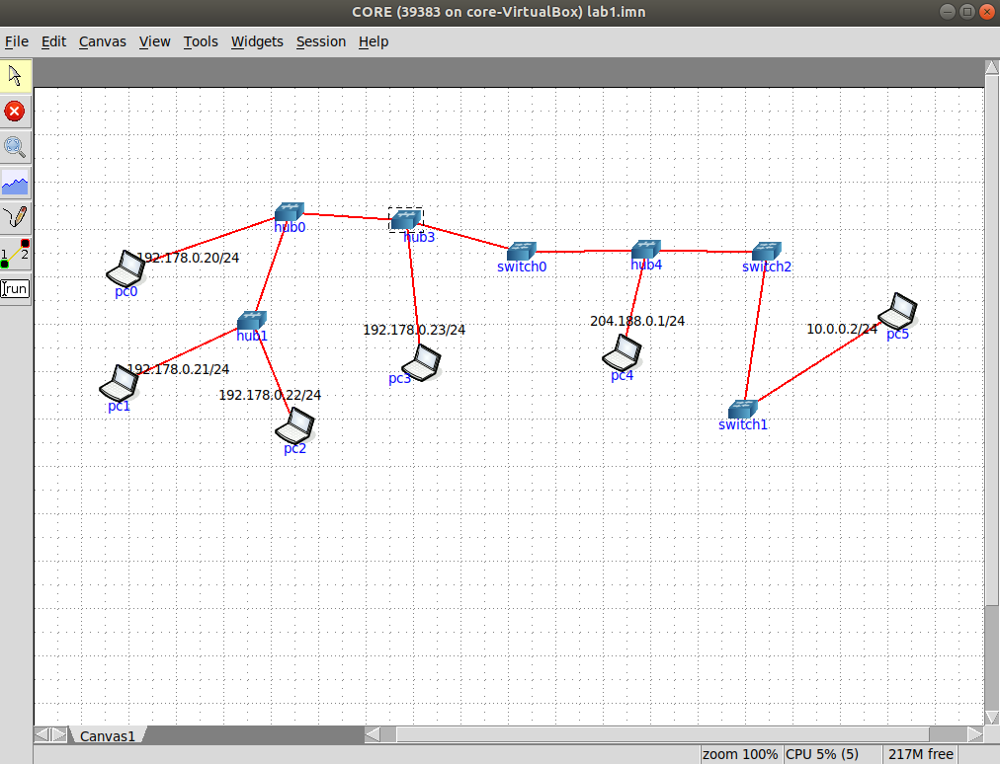 CORE (39383 on core-VirtualBox) lab1.imn
File Edit Canvas View Tools Widgets Session Help
hub0
hub3
192.178.0.20/24
switch0
hub4
switch2
pc0
1 2
run
hub1
192.178.0.23/24
204.188.0.1/24
10.0.0.2/24
pc5
192.178.0.21/24
pc3
pc4
pc1
192.178.0.22/24
switch1
pc2
Canvas1
zoom 100% CPU 5% (5) 217M free